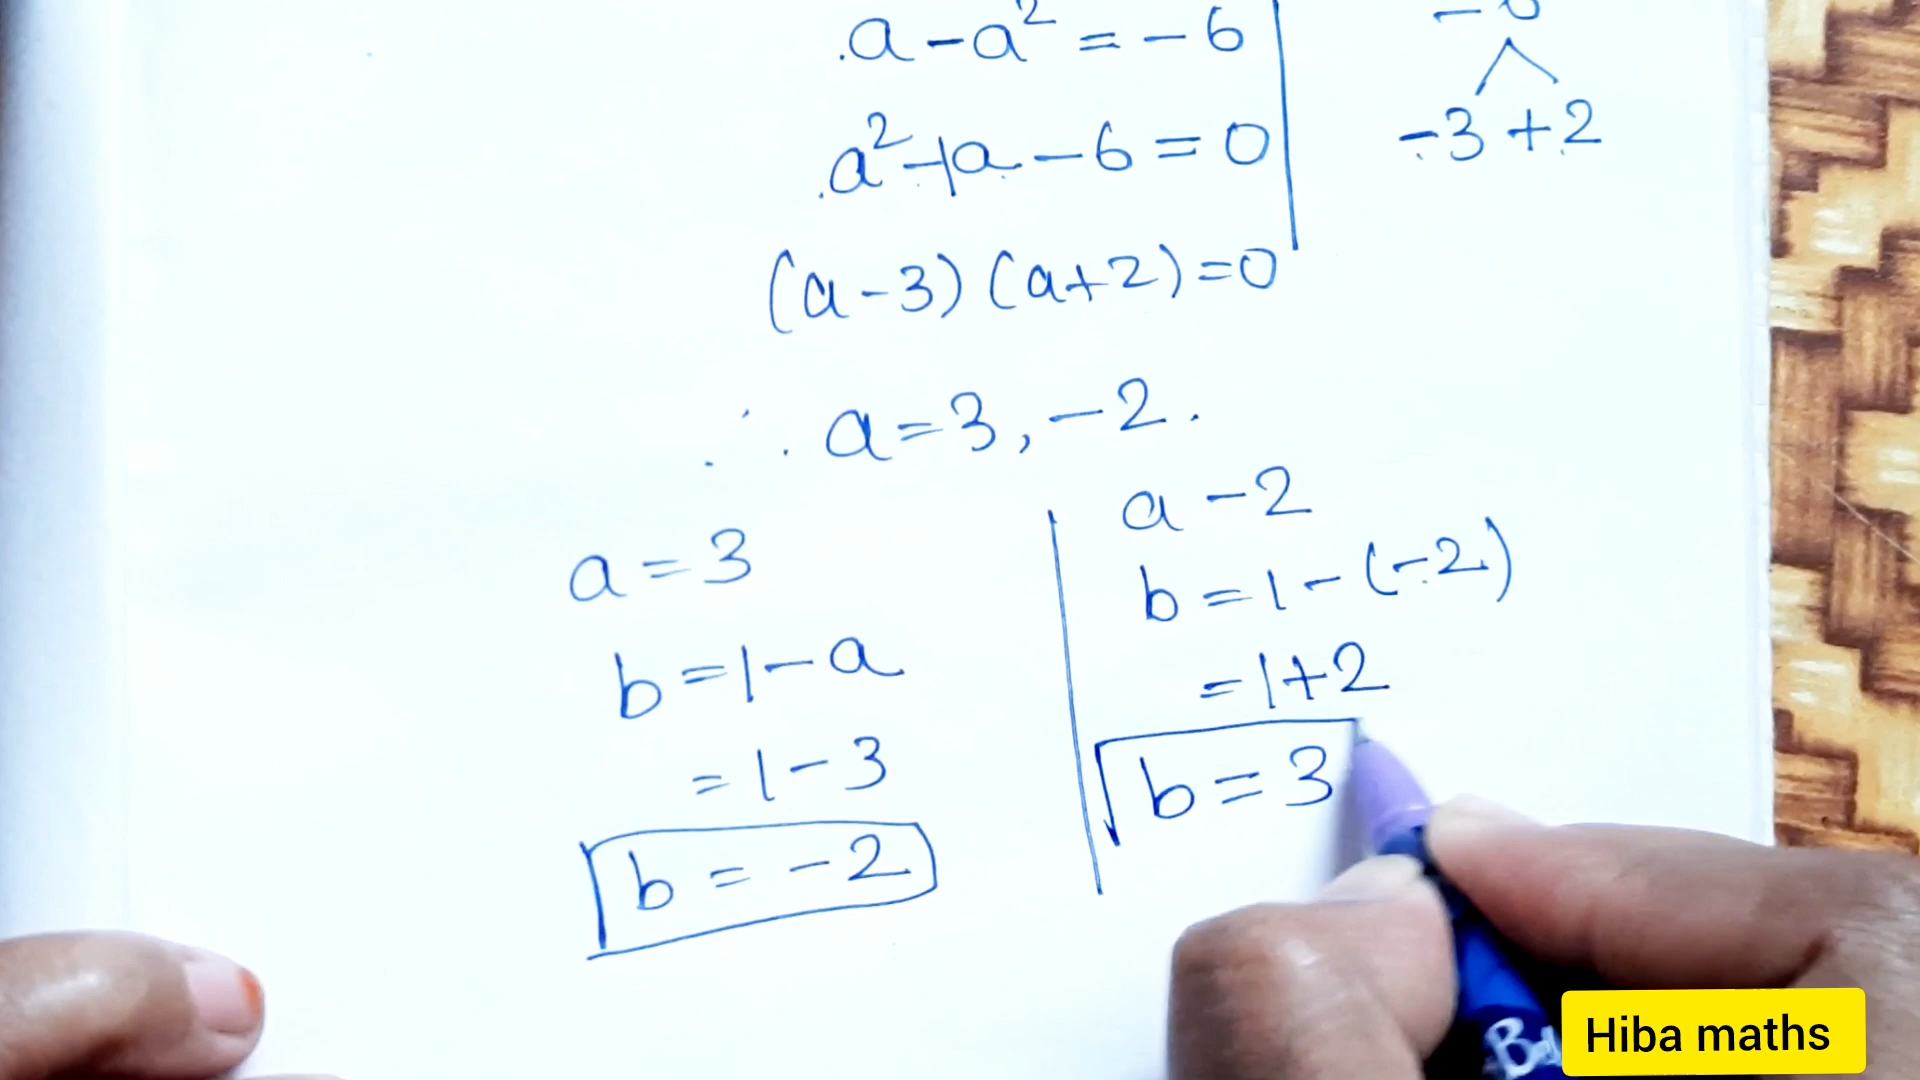 a - a² = -6
a² - 1a - 6 = 0
(a - 3) (a + 2) = 0
-3 +2
∴ a = 3, -2.
a = 3
b = 1 - a
= 1 - 3
b = -2
a - 2
b = 1 - (-2)
= 1 + 2
b = 3
Hiba maths